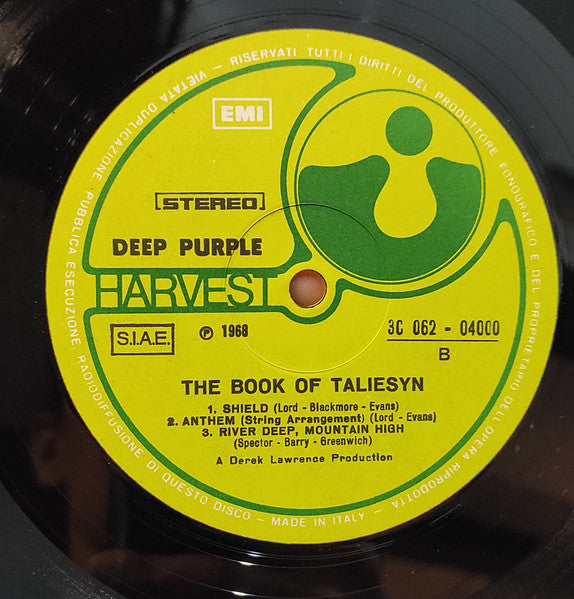 VIETATA DUPLICAZIONE PUBBLICA ESECUZIONE RADIODIFFUSIONE DI QUESTO DISCO - MADE IN ITALY - RISERVATI TUTTI I DIRITTI DEL PRODUTTORE FONOGRAFICO E DEL PROPRIETARIO DELL'OPERA RIPRODOTTA
EMI
STEREO
DEEP PURPLE
HARVEST
S.I.A.E.
℗ 1968
3C 062 - 04000
B
THE BOOK OF TALIESYN
1. SHIELD (Lord - Blackmore - Evans)
2. ANTHEM (String Arrangement) (Lord - Evans)
3. RIVER DEEP, MOUNTAIN HIGH
(Spector - Barry - Greenwich)
A Derek Lawrence Production